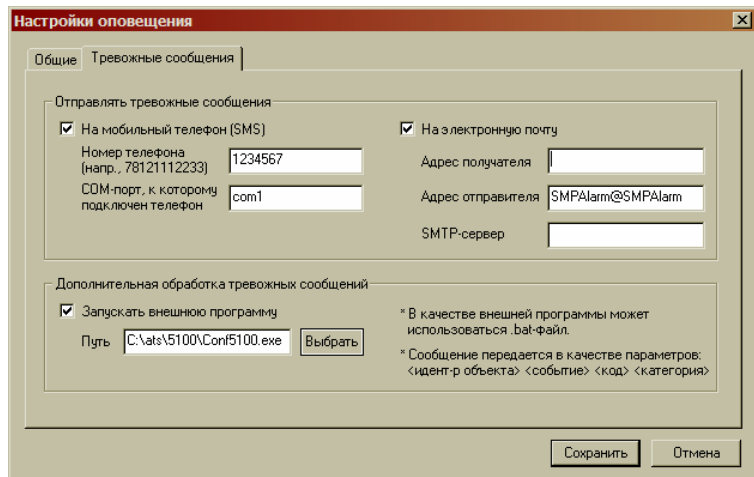 Настройки оповещения
Общие
Тревожные сообщения
Отправлять тревожные сообщения
На мобильный телефон (SMS)
Номер телефона
(напр., 78121112233)
1234567
COM-порт, к которому
подключен телефон
com1
На электронную почту
Адрес получателя
Адрес отправителя
SMPAlarm@SMPAlarm
SMTP-сервер
Дополнительная обработка тревожных сообщений
Запускать внешнюю программу
Путь
C:\ats\5100\Conf5100.exe
Выбрать
* В качестве внешней программы может
использоваться .bat-файл.
* Сообщение передается в качестве параметров:
<идент-р объекта> <событие> <код> <категория>
Сохранить
Отмена